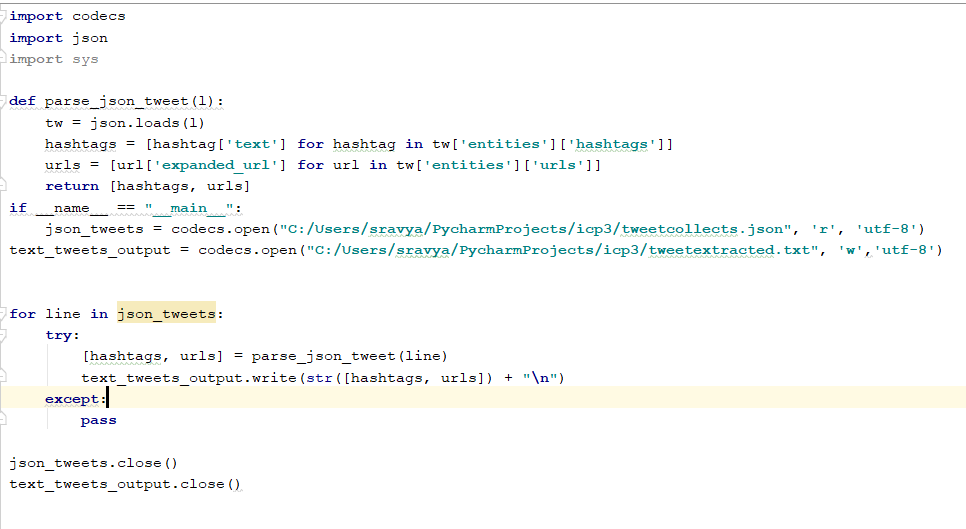 import codecs
import json
import sys
def parse_json_tweet(l):
    tw = json.loads(l)
    hashtags = [hashtag['text'] for hashtag in tw['entities']['hashtags']]
    urls = [url['expanded_url'] for url in tw['entities']['urls']]
    return [hashtags, urls]
if __name__ == "__main__":
    json_tweets = codecs.open("C:/Users/sravya/PycharmProjects/icp3/tweetcollects.json", 'r', 'utf-8')
text_tweets_output = codecs.open("C:/Users/sravya/PycharmProjects/icp3/tweetextracted.txt", 'w','utf-8')
for line in json_tweets:
    try:
        [hashtags, urls] = parse_json_tweet(line)
        text_tweets_output.write(str([hashtags, urls]) + "\n")
    except:
        pass
json_tweets.close()
text_tweets_output.close()